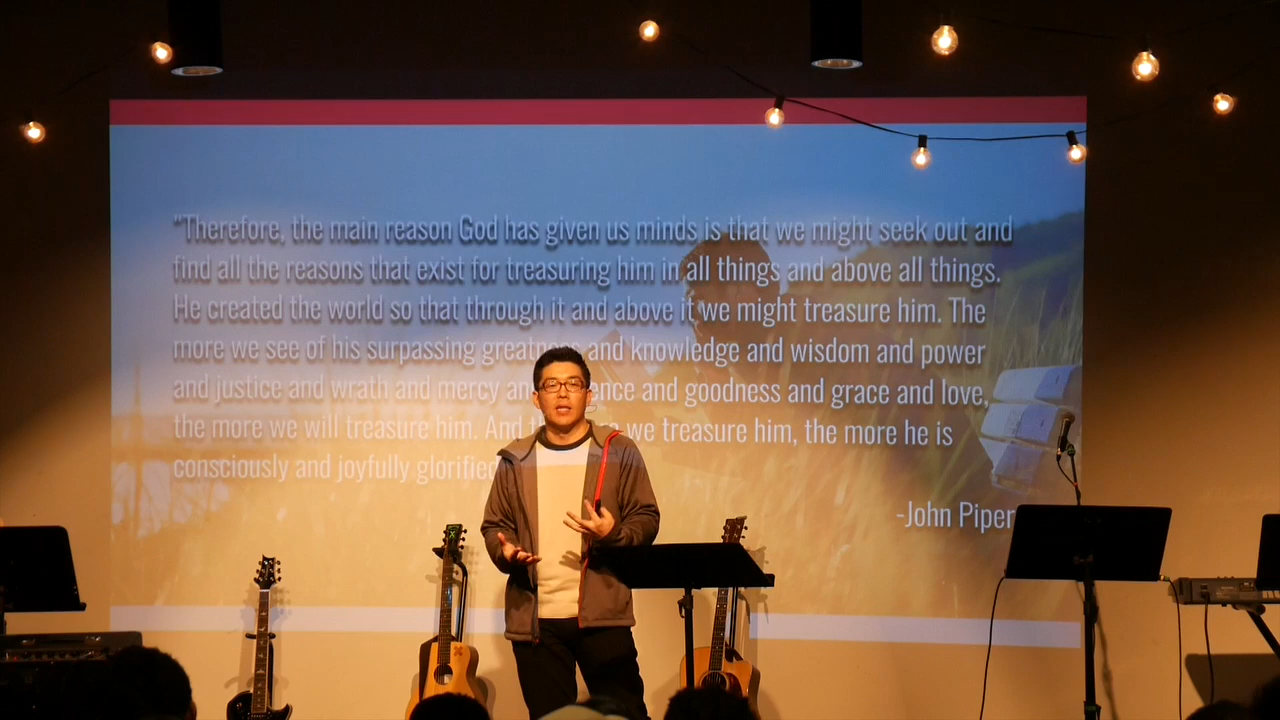 "Therefore, the main reason God has given us minds is that we might seek out and
find all the reasons that exist for treasuring him in all things and above all things.
He created the world so that through it and above it we might treasure him. The
more we see of his surpassing greatness and knowledge and wisdom and power
and justice and wrath and mercy and and goodness and grace and love,
the more we will treasure him. And we treasure him, the more he is
consciously and joyfully glorified
-John Piper